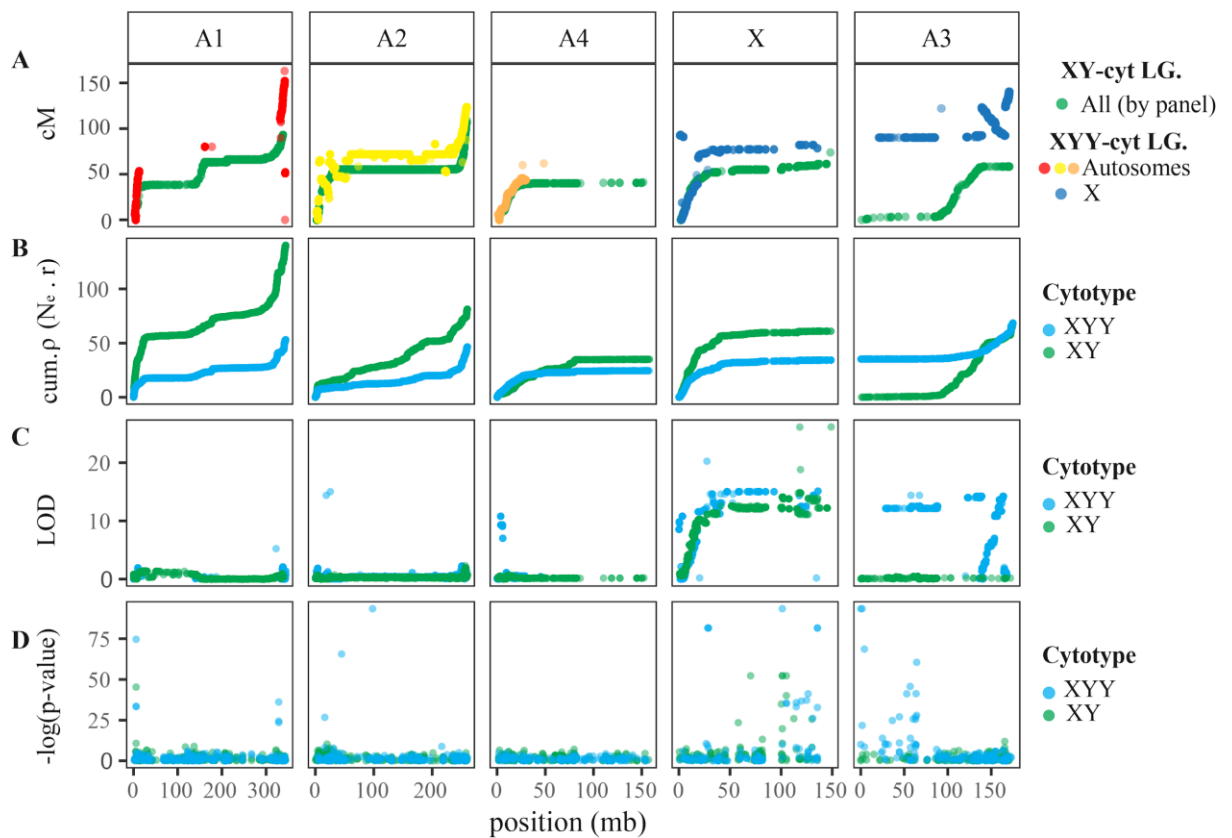 A1 A2 A4 X A3
A
cM
150
100
50
0
XY-cyt LG.
All (by panel)
XYY-cyt LG.
Autosomes
X
B
cum.ρ (Nₑ . r)
100
50
0
Cytotype
XYY
XY
C
LOD
20
10
0
Cytotype
XYY
XY
D
-log(p-value)
75
50
25
0
Cytotype
XYY
XY
0 100 200 300 0 100 200 0 50 100 150 0 50 100 150 0 50 100 150
position (mb)